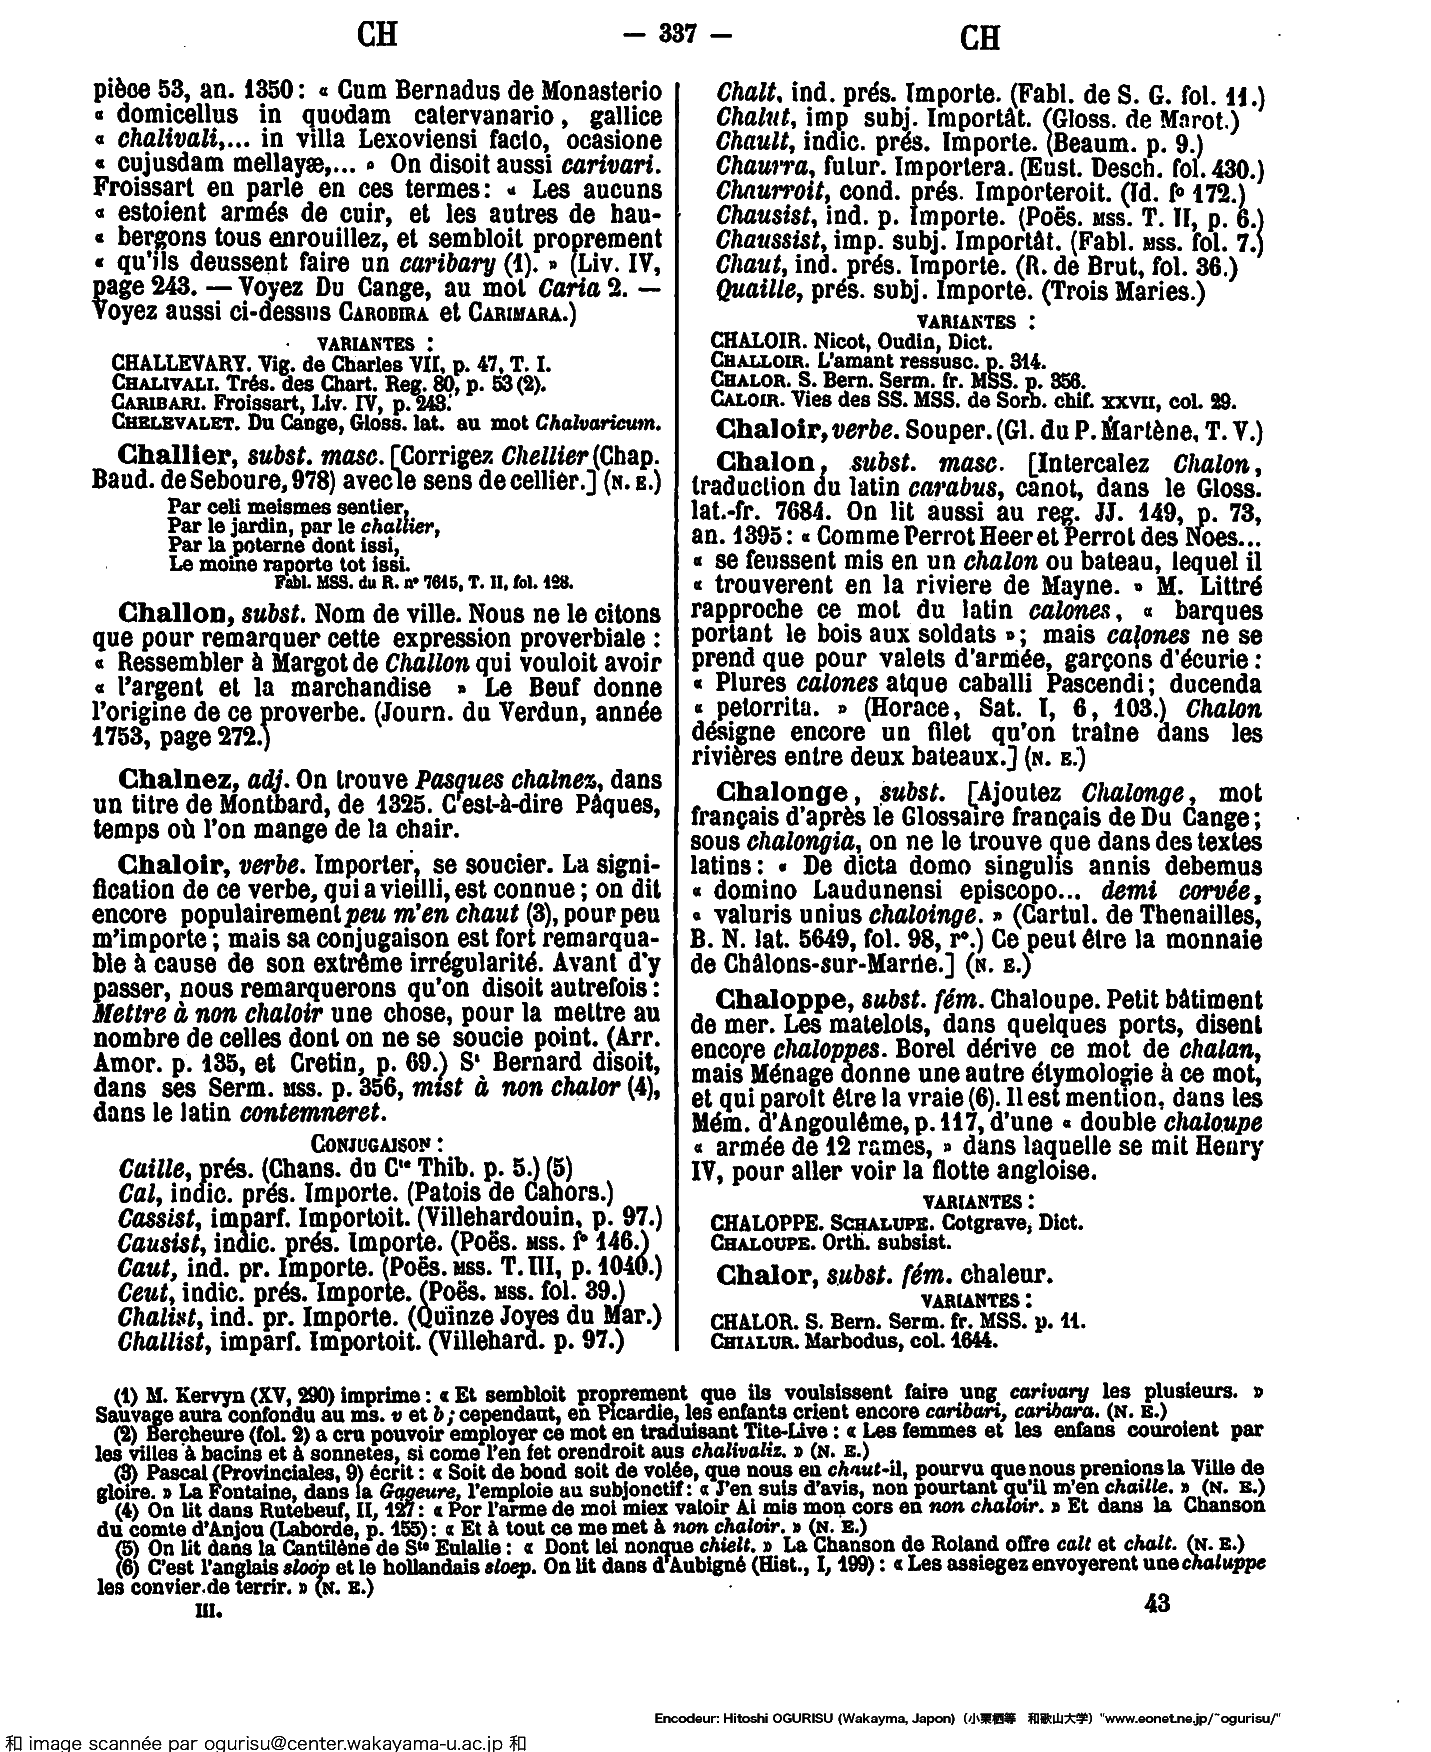 CH — 337 — CH
pièce 53, an. 1350 : « Cum Bernadus de Monasterio
« domicellus in quodam catervanario, gallice
« chalivali,... in villa Lexoviensi facto, ocasione
« cujusdam mellayæ,... » On disoit aussi carivari.
Froissart en parle en ces termes : « Les aucuns
« estoient armés de cuir, et les autres de hau-
« bergons tous enrouillez, et sembloit proprement
« qu'ils deussent faire un caribary (1). » (Liv. IV,
page 243. — Voyez Du Cange, au mot Caria 2. —
Voyez aussi ci-dessus CAROBIRA et CARIMARA.)
VARIANTES :
CHALLEVARY. Vig. de Charles VII, p. 47, T. I.
CHALIVALI. Trés. des Chart. Reg. 80, p. 53 (2).
CARIBARI. Froissart, Liv. IV, p. 243.
CHELEVALET. Du Cange, Gloss. lat. au mot Chalvaricum.
Challier, subst. masc. [Corrigez Chellier (Chap.
Baud. de Seboure, 978) avec le sens de cellier.] (N. E.)
Par celi meismes sentier,
Par le jardin, par le challier,
Par la poterne dont issi,
Le moine raporte tot issi.
Fabl. MSS. du R. n° 7615, T. II, fol. 128.
Challon, subst. Nom de ville. Nous ne le citons
que pour remarquer cette expression proverbiale :
« Ressembler à Margot de Challon qui vouloit avoir
« l'argent et la marchandise » Le Beuf donne
l'origine de ce proverbe. (Journ. du Verdun, année
1753, page 272.)
Chalnez, adj. On trouve Pasques chalnez, dans
un titre de Montbard, de 1325. C'est-à-dire Pâques,
temps où l'on mange de la chair.
Chaloir, verbe. Importer, se soucier. La signi-
fication de ce verbe, qui a vieilli, est connue ; on dit
encore populairement peu m'en chaut (3), pour peu
m'importe ; mais sa conjugaison est fort remarqua-
ble à cause de son extrême irrégularité. Avant d'y
passer, nous remarquerons qu'on disoit autrefois :
Mettre à non chaloir une chose, pour la mettre au
nombre de celles dont on ne se soucie point. (Arr.
Amor. p. 135, et Cretin, p. 69.) St Bernard disoit,
dans ses Serm. MSS. p. 356, mist à non chalor (4),
dans le latin contemneret.
CONJUGAISON :
Caille, prés. (Chans. du Cte Thib. p. 5.) (5)
Cal, indic. prés. Importe. (Patois de Cahors.)
Cassist, imparf. Importoit. (Villehardouin, p. 97.)
Causist, indic. prés. Importe. (Poës. MSS. f° 146.)
Caut, ind. pr. Importe. (Poës. MSS. T. III, p. 1040.)
Ceut, indic. prés. Importe. (Poës. MSS. fol. 39.)
Chalist, ind. pr. Importe. (Quinze Joyes du Mar.)
Challist, imparf. Importoit. (Villehard. p. 97.)
Chalt, ind. prés. Importe. (Fabl. de S. G. fol. 11.)
Chalut, imp subj. Importât. (Gloss. de Marot.)
Chault, indic. prés. Importe. (Beaum. p. 9.)
Chaurra, futur. Importera. (Eust. Desch. fol. 430.)
Chaurroit, cond. prés. Importeroit. (Id. f° 172.)
Chausist, ind. p. Importe. (Poës. MSS. T. II, p. 6.)
Chaussist, imp. subj. Importât. (Fabl. MSS. fol. 7.)
Chaut, ind. prés. Importe. (R. de Brut, fol. 36.)
Quaille, prés. subj. Importe. (Trois Maries.)
VARIANTES :
CHALOIR. Nicot, Oudin, Dict.
CHALLOIR. L'amant ressusc. p. 314.
CHALOR. S. Bern. Serm. fr. MSS. p. 356.
CALOIR. Vies des SS. MSS. de Sorb. chif. XXVII, col. 29.
Chaloir, verbe. Souper. (Gl. du P. Martène, T. V.)
Chalon, subst. masc. [Intercalez Chalon,
traduction du latin carabus, canot, dans le Gloss.
lat.-fr. 7684. On lit aussi au reg. JJ. 149, p. 73,
an. 1395 : « Comme Perrot Heer et Perrot des Noes...
« se feussent mis en un chalon ou bateau, lequel il
« trouverent en la riviere de Mayne. » M. Littré
rapproche ce mot du latin calones, « barques
portant le bois aux soldats » ; mais calones ne se
prend que pour valets d'armée, garçons d'écurie :
« Plures calones atque caballi Pascendi ; ducenda
« petorrita. » (Horace, Sat. I, 6, 103.) Chalon
désigne encore un filet qu'on traîne dans les
rivières entre deux bateaux.] (N. E.)
Chalonge, subst. [Ajoutez Chalonge, mot
français d'après le Glossaire français de Du Cange ;
sous chalongia, on ne le trouve que dans des textes
latins : « De dicta domo singulis annis debemus
« domino Laudunensi episcopo... demi corvée,
« valuris unius chaloinge. » (Cartul. de Thenailles,
B. N. lat. 5649, fol. 98, r°.) Ce peut être la monnaie
de Châlons-sur-Marne.] (N. E.)
Chaloppe, subst. fém. Chaloupe. Petit bâtiment
de mer. Les matelots, dans quelques ports, disent
encore chaloppes. Borel dérive ce mot de chalan,
mais Ménage donne une autre étymologie à ce mot,
et qui paroît être la vraie (6). Il est mention, dans les
Mém. d'Angoulême, p. 117, d'une « double chaloupe
« armée de 12 rames, » dans laquelle se mit Henry
IV, pour aller voir la flotte angloise.
VARIANTES :
CHALOPPE. SCHALUPE. Cotgrave, Dict.
CHALOUPE. Orth. subsist.
Chalor, subst. fém. chaleur.
VARIANTES :
CHALOR. S. Bern. Serm. fr. MSS. p. 11.
CHIALUR. Marbodus, col. 1644.
(1) M. Kervyn (XV, 290) imprime : « Et sembloit proprement que ils voulsissent faire ung carivary les plusieurs. »
Sauvage aura confondu au ms. v et b ; cependant, en Picardie, les enfants crient encore caribari, caribara. (N. E.)
(2) Bercheure (fol. 2) a cru pouvoir employer ce mot en traduisant Tite-Live : « Les femmes et les enfans couroient par
les villes à bacins et à sonnetes, si come l'en fet orendroit aus chalivaliz. » (N. E.)
(3) Pascal (Provinciales, 9) écrit : « Soit de bond soit de volée, que nous en chaut-il, pourvu que nous prenions la Ville de
gloire. » La Fontaine, dans la Gageure, l'emploie au subjonctif : « J'en suis d'avis, non pourtant qu'il m'en chaille. » (N. E.)
(4) On lit dans Rutebeuf, II, 127 : « Por l'arme de moi miex valoir Ai mis mon cors en non chaloir. » Et dans la Chanson
du comte d'Anjou (Laborde, p. 155) : « Et à tout ce me met à non chaloir. » (N. E.)
(5) On lit dans la Cantilène de Ste Eulalie : « Dont lei nonque chielt. » La Chanson de Roland offre calt et chalt. (N. E.)
(6) C'est l'anglais sloop et le hollandais sloep. On lit dans d'Aubigné (Hist., I, 199) : « Les assiegez envoyerent une chaluppe
les convier de terrir. » (N. E.)
III. 43
Encodeur: Hitoshi OGURISU (Wakayma, Japon) (小栗栖等 和歌山大学) "www.eonet.ne.jp/~ogurisu/"
和 image scannée par ogurisu@center.wakayama-u.ac.jp 和